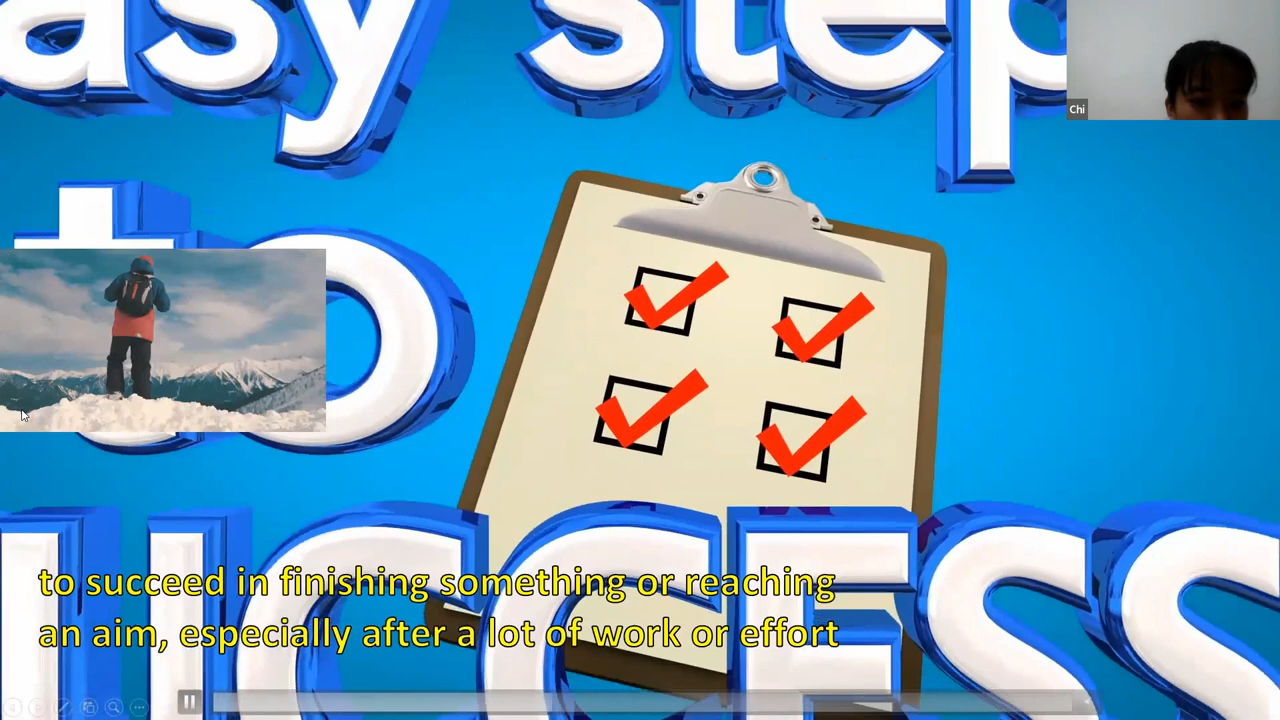 asy step
Chi
to
UCCESS
to succeed in finishing something or reaching
an aim, especially after a lot of work or effort